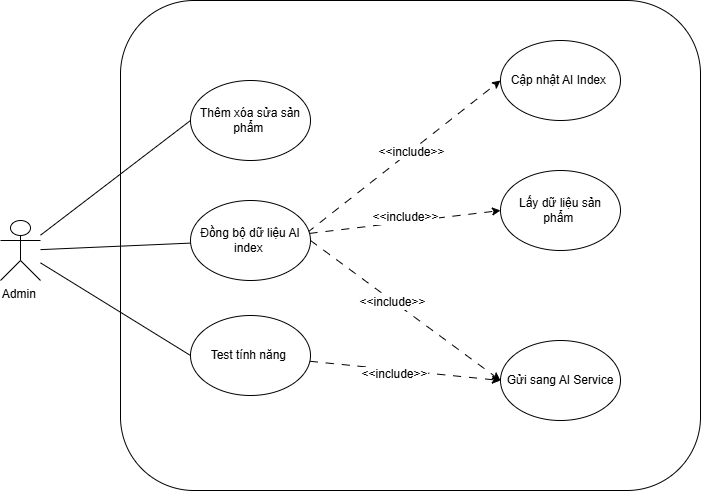 Cập nhật AI Index
Thêm xóa sửa sản
phẩm
<<include>>
Lấy dữ liệu sản
phẩm
<<include>>
Đồng bộ dữ liệu AI
index
Admin
<<include>>
Test tính năng
<<include>>
Gửi sang AI Service